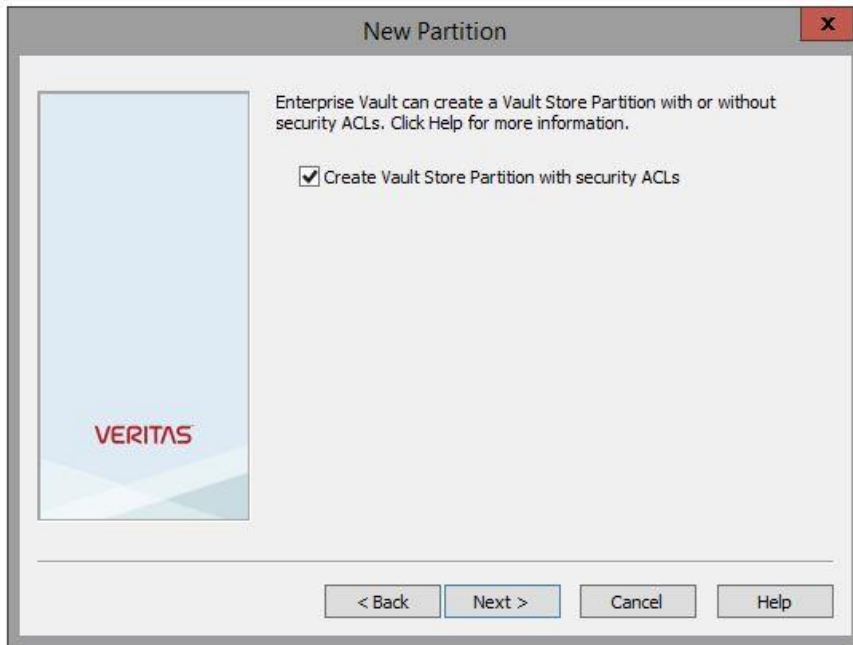 New Partition
x
Enterprise Vault can create a Vault Store Partition with or without
security ACLs. Click Help for more information.
Create Vault Store Partition with security ACLs
VERITAS
< Back
Next >
Cancel
Help